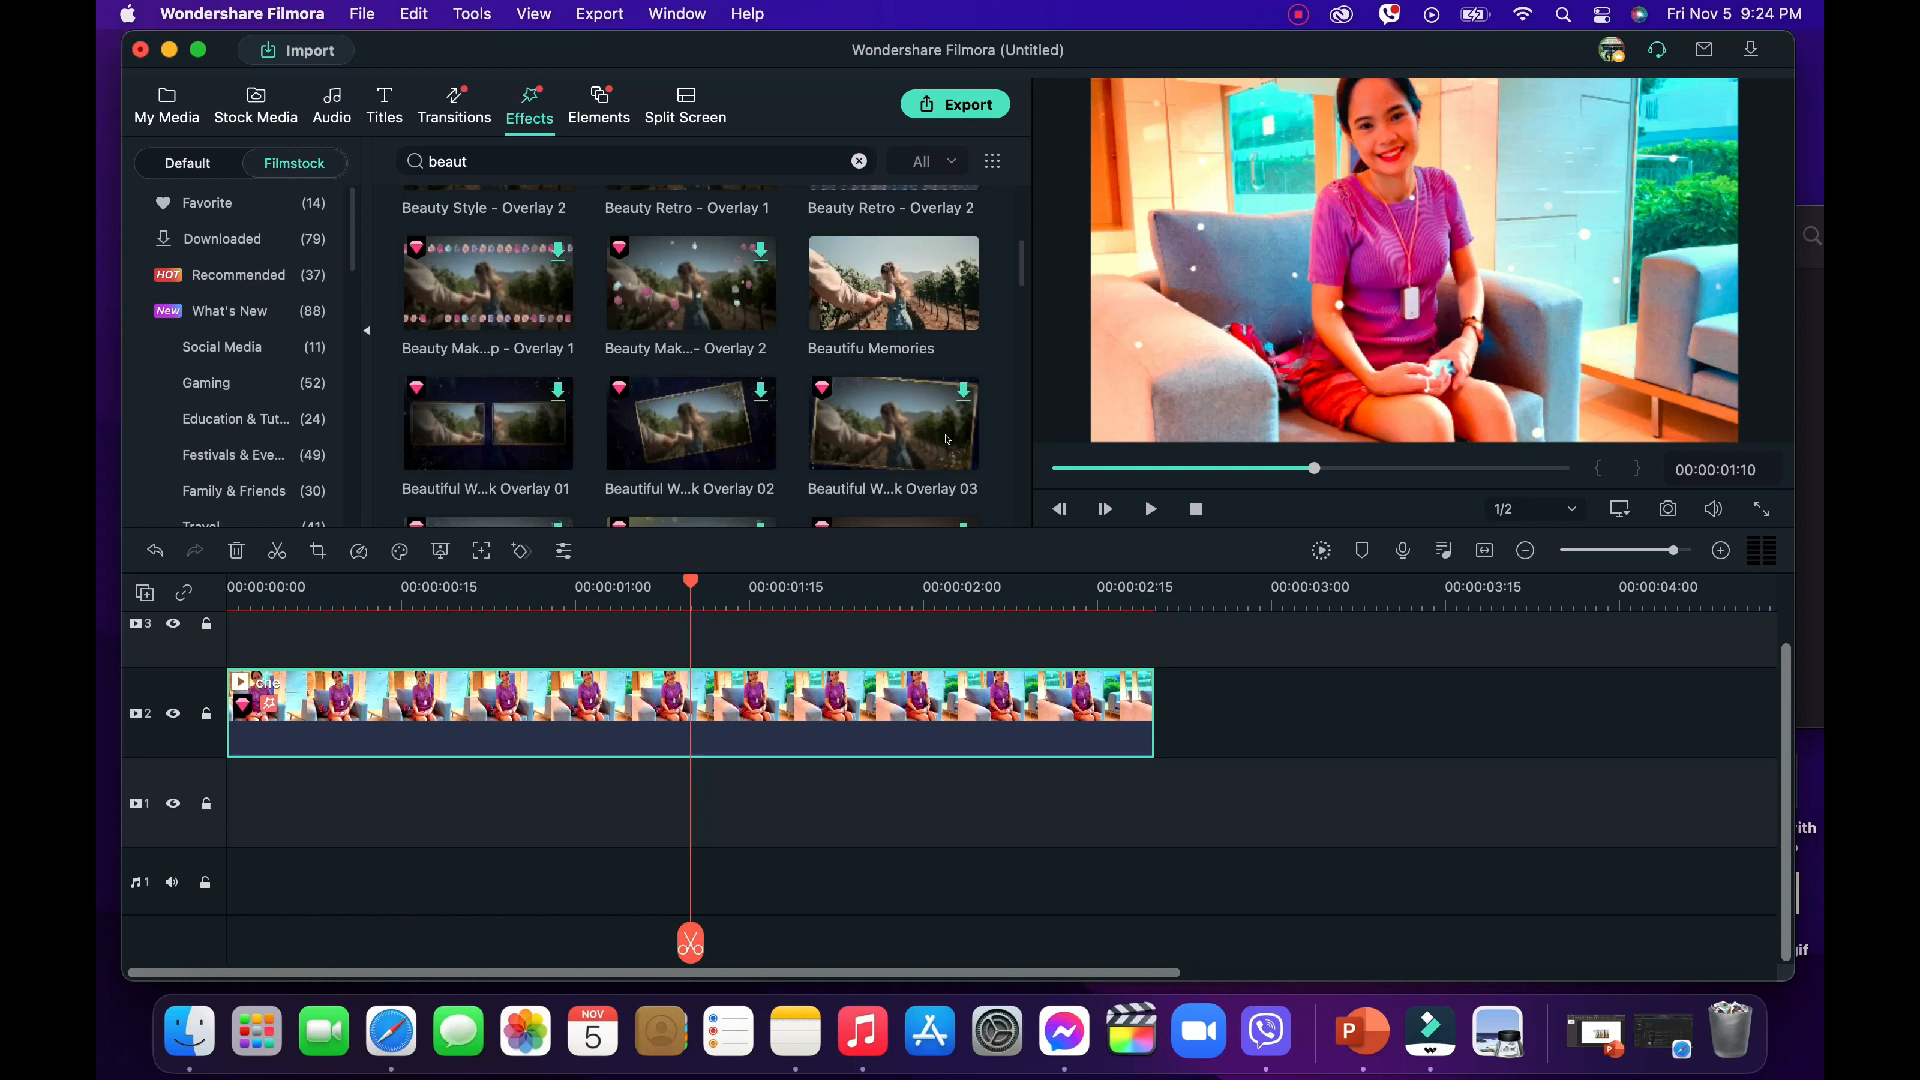 Wondershare Filmora File Edit Tools View Export Window Help Fri Nov 5 9:24 PM
Import Wondershare Filmora (Untitled)
My Media Stock Media Audio Titles Transitions Effects Elements Split Screen Export
Default Filmstock beaut All
Favorite (14)
Downloaded (79)
HOT Recommended (37)
New What's New (88)
Social Media (11)
Gaming (52)
Education & Tut... (24)
Festivals & Eve... (49)
Family & Friends (30)
Travel (41)
Beauty Style - Overlay 2 Beauty Retro - Overlay 1 Beauty Retro - Overlay 2
Beauty Mak...p - Overlay 1 Beauty Mak...- Overlay 2 Beautifu Memories
Beautiful W...k Overlay 01 Beautiful W...k Overlay 02 Beautiful W...k Overlay 03
00:00:01:10
1/2
00:00:00:00 00:00:00:15 00:00:01:00 00:00:01:15 00:00:02:00 00:00:02:15 00:00:03:00 00:00:03:15 00:00:04:00
3
che
2
1
1
ith
gif
NOV
5
P